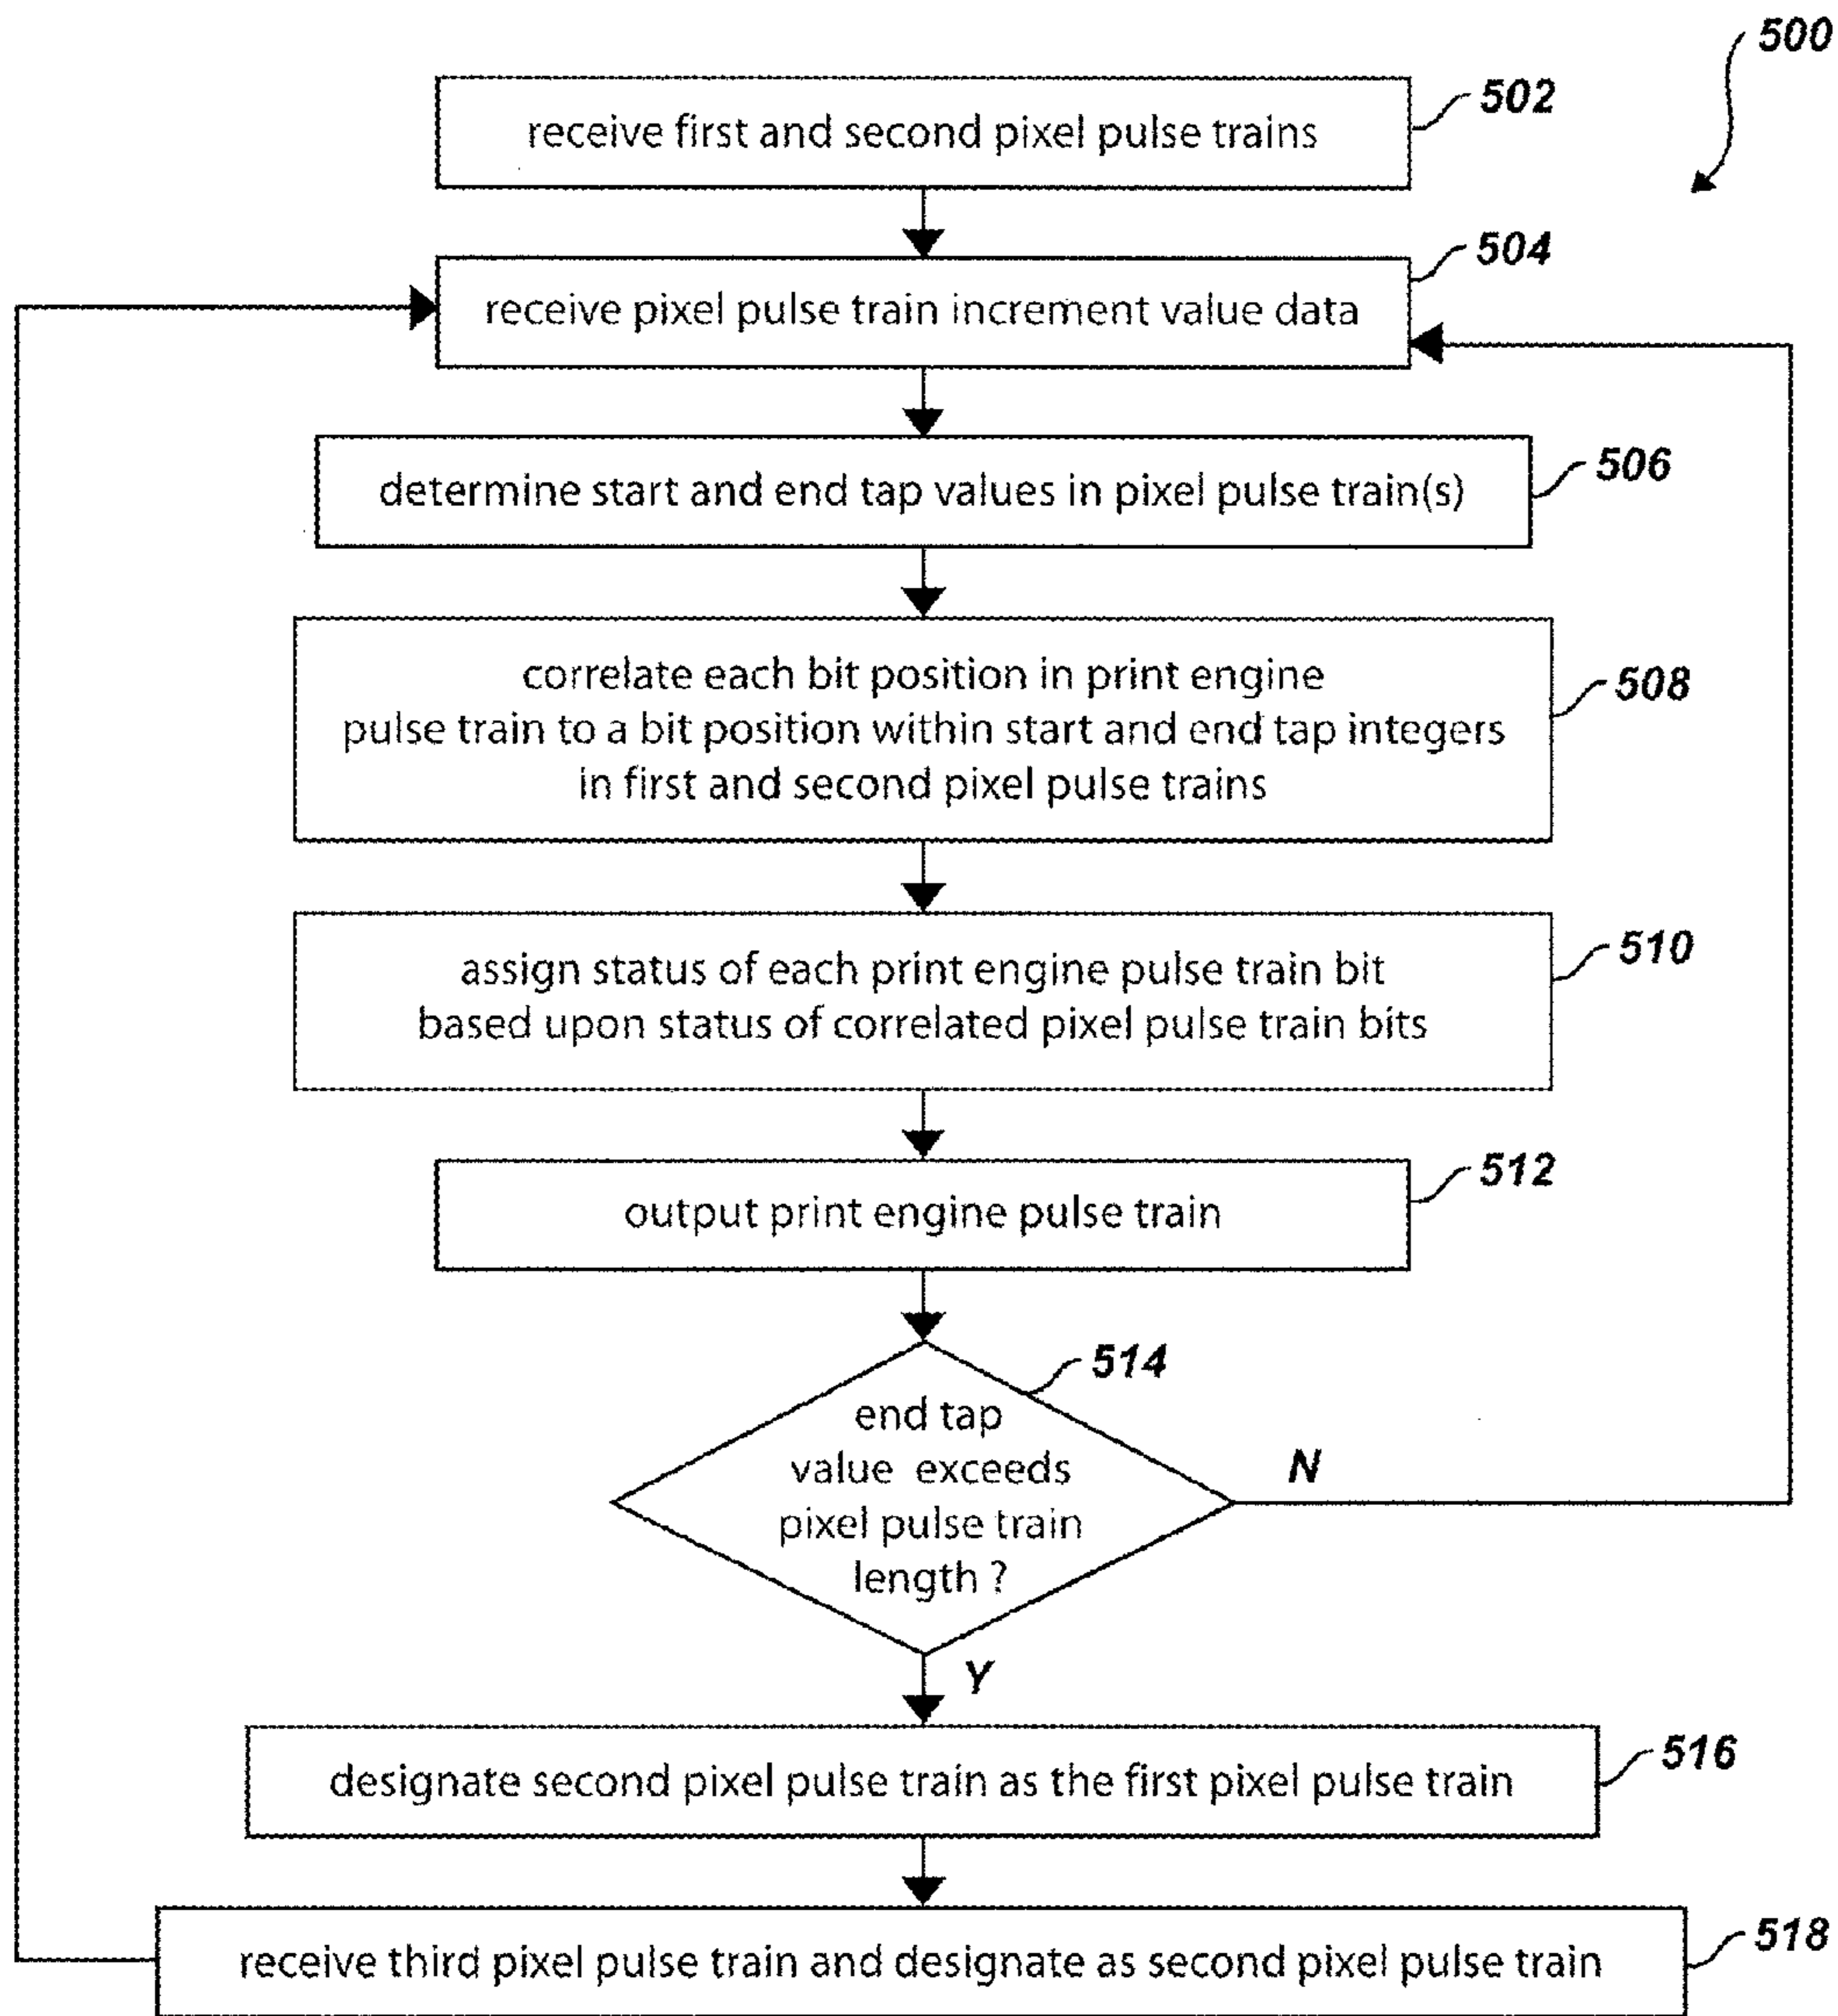 500
502
receive first and second pixel pulse trains
504
receive pixel pulse train increment value data
506
determine start and end tap values in pixel pulse train(s)
508
correlate each bit position in print engine
pulse train to a bit position within start and end tap integers
in first and second pixel pulse trains
510
assign status of each print engine pulse train bit
based upon status of correlated pixel pulse train bits
512
output print engine pulse train
514
end tap
value exceeds
pixel pulse train
length ?
N
Y
516
designate second pixel pulse train as the first pixel pulse train
518
receive third pixel pulse train and designate as second pixel pulse train